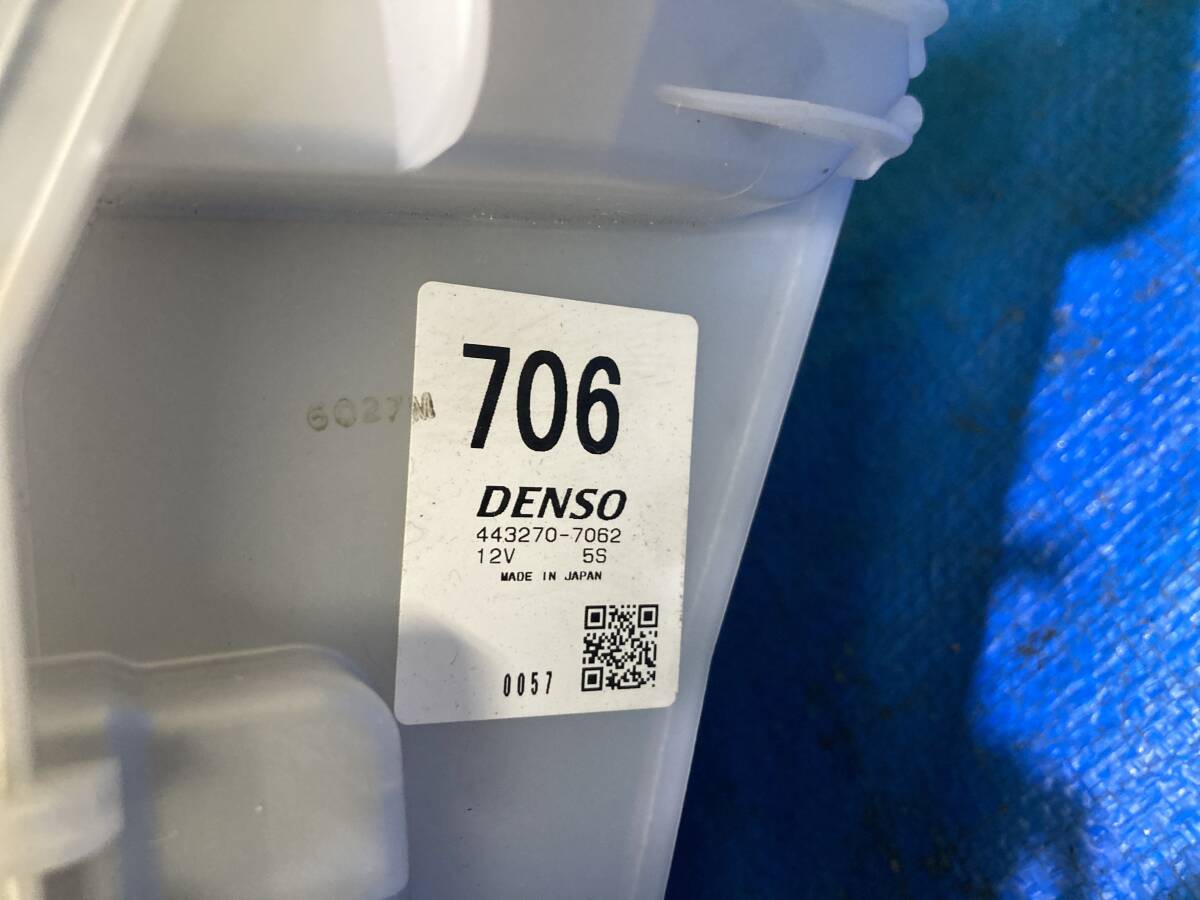 706
6027M
DENSO
443270-7062
12V 5S
MADE IN JAPAN
0057